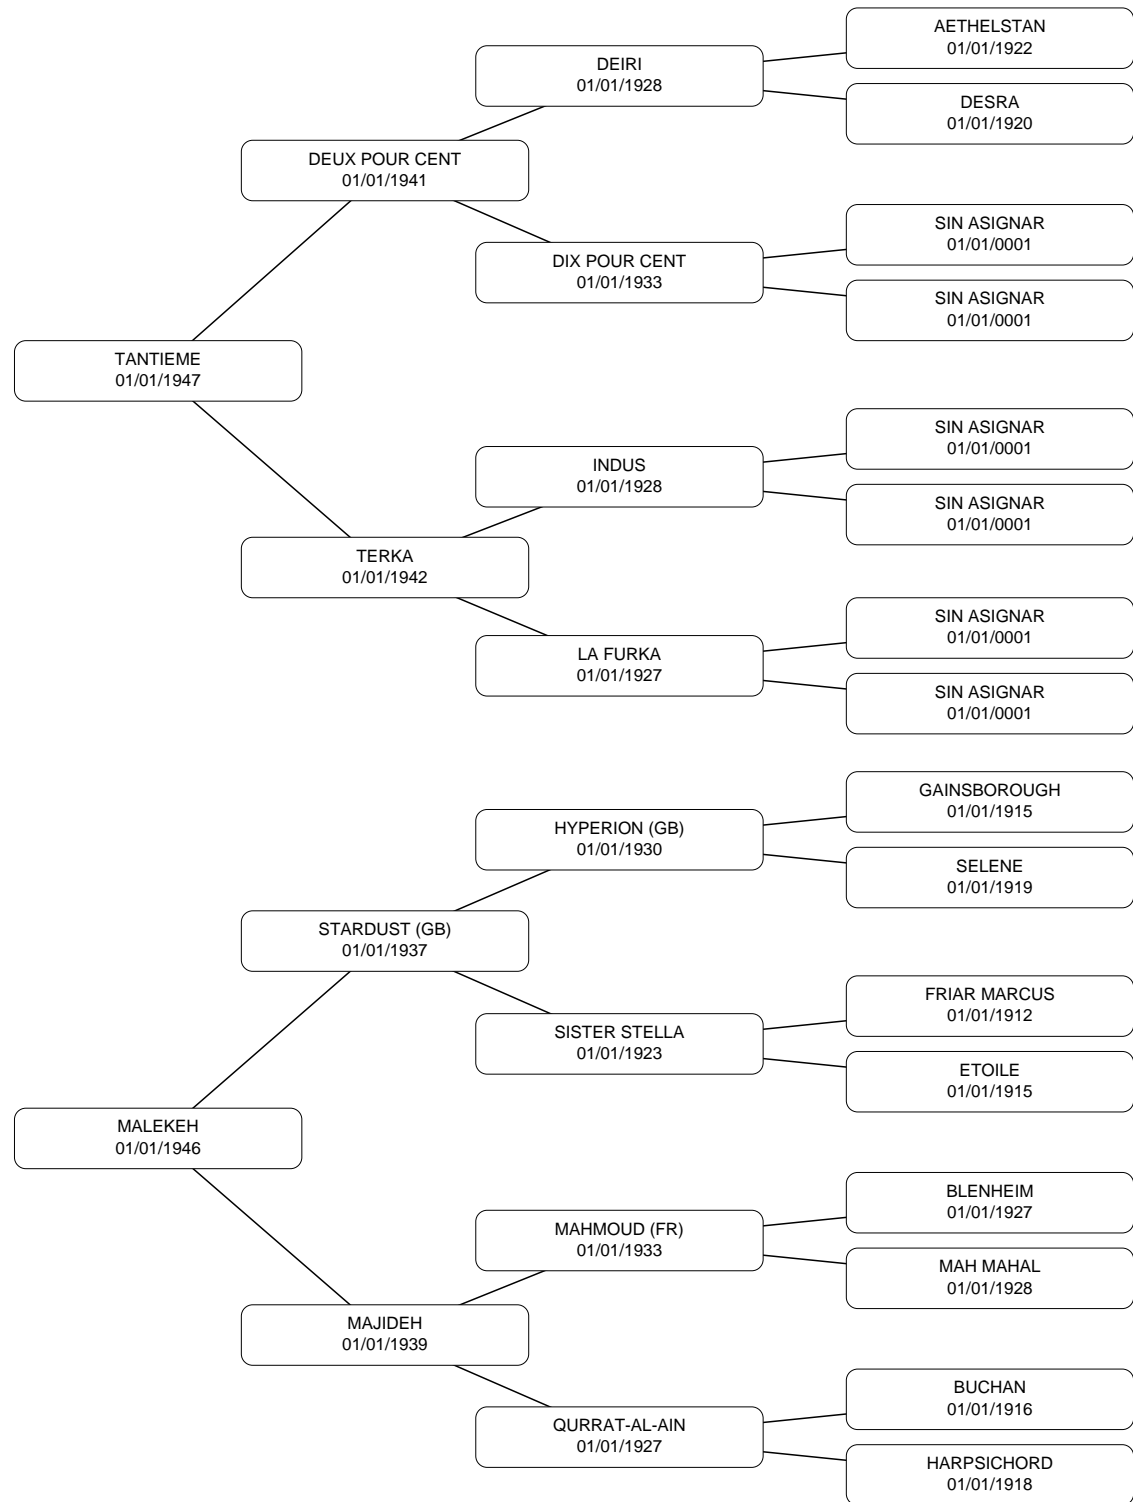 AETHELSTAN
01/01/1922
DEIRI
01/01/1928
DESRA
01/01/1920
DEUX POUR CENT
01/01/1941
SIN ASIGNAR
01/01/0001
DIX POUR CENT
01/01/1933
SIN ASIGNAR
01/01/0001
TANTIEME
01/01/1947
SIN ASIGNAR
01/01/0001
INDUS
01/01/1928
SIN ASIGNAR
01/01/0001
TERKA
01/01/1942
SIN ASIGNAR
01/01/0001
LA FURKA
01/01/1927
SIN ASIGNAR
01/01/0001
GAINSBOROUGH
01/01/1915
HYPERION (GB)
01/01/1930
SELENE
01/01/1919
STARDUST (GB)
01/01/1937
FRIAR MARCUS
01/01/1912
SISTER STELLA
01/01/1923
ETOILE
01/01/1915
MALEKEH
01/01/1946
BLENHEIM
01/01/1927
MAHMOUD (FR)
01/01/1933
MAH MAHAL
01/01/1928
MAJIDEH
01/01/1939
BUCHAN
01/01/1916
QURRAT-AL-AIN
01/01/1927
HARPSICHORD
01/01/1918